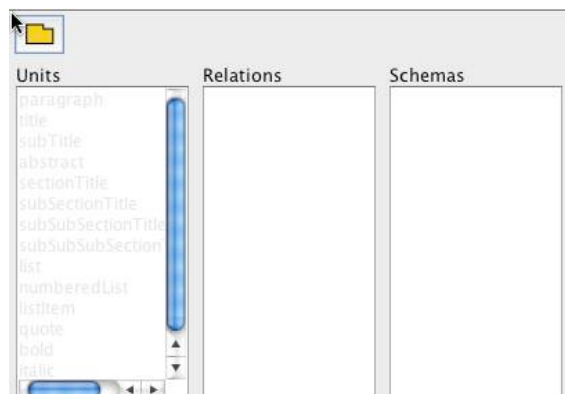 Units Relations Schemas
paragraph
title
subTitle
abstract
sectionTitle
subSectionTitle
subSubSectionTitle
subSubSubSection
list
numberedList
listItem
quote
bold
italic